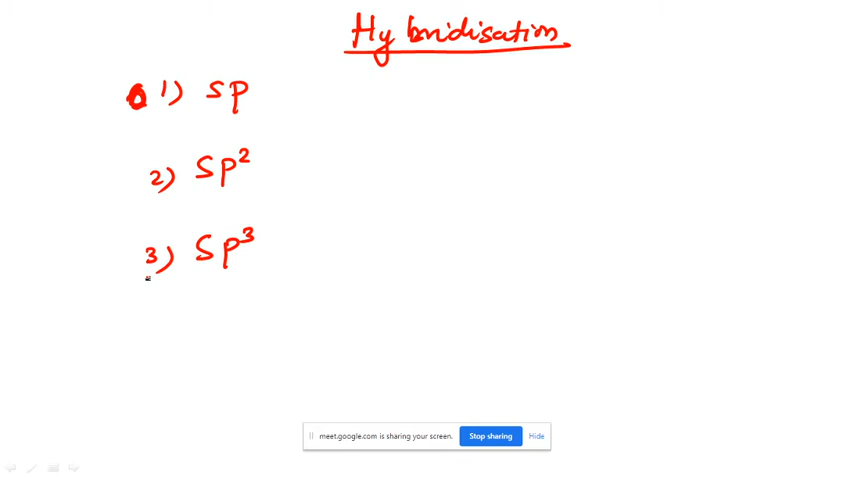 Hybridisation
1) SP
2) SP²
3) SP³
meet.google.com is sharing your screen. Stop sharing Hide